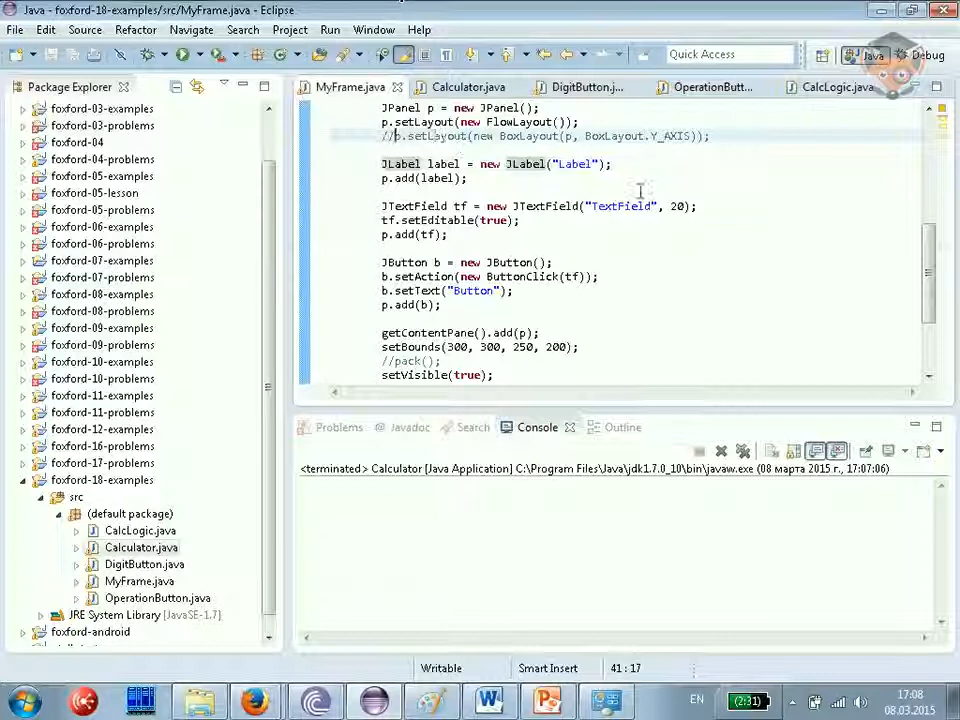 Java - foxford-18-examples/src/MyFrame.java - Eclipse
File Edit Source Refactor Navigate Search Project Run Window Help
Quick Access
Java
Debug
Package Explorer
foxford-03-examples
foxford-03-problems
foxford-04
foxford-04-problems
foxford-05-examples
foxford-05-lesson
foxford-06-examples
foxford-06-problems
foxford-07-examples
foxford-07-problems
foxford-08-examples
foxford-08-problems
foxford-09-examples
foxford-09-problems
foxford-10-examples
foxford-10-problems
foxford-11-examples
foxford-11-problems
foxford-12-examples
foxford-16-problems
foxford-17-problems
foxford-18-examples
src
(default package)
CalcLogic.java
Calculator.java
DigitButton.java
MyFrame.java
OperationButton.java
JRE System Library [JavaSE-1.7]
foxford-android
MyFrame.java
Calculator.java
DigitButton.j...
OperationButt...
CalcLogic.java
JPanel p = new JPanel();
p.setLayout(new FlowLayout());
//p.setLayout(new BoxLayout(p, BoxLayout.Y_AXIS));
JLabel label = new JLabel("Label");
p.add(label);
JTextField tf = new JTextField("TextField", 20);
tf.setEditable(true);
p.add(tf);
JButton b = new JButton();
b.setAction(new ButtonClick(tf));
b.setText("Button");
p.add(b);
getContentPane().add(p);
setBounds(300, 300, 250, 200);
//pack();
setVisible(true);
Problems
Javadoc
Search
Console
Outline
<terminated> Calculator [Java Application] C:\Program Files\Java\jdk1.7.0_10\bin\javaw.exe (08 марта 2015 г., 17:07:06)
Writable
Smart Insert
41 : 17
EN
(2:31)
17:08
08.03.2015